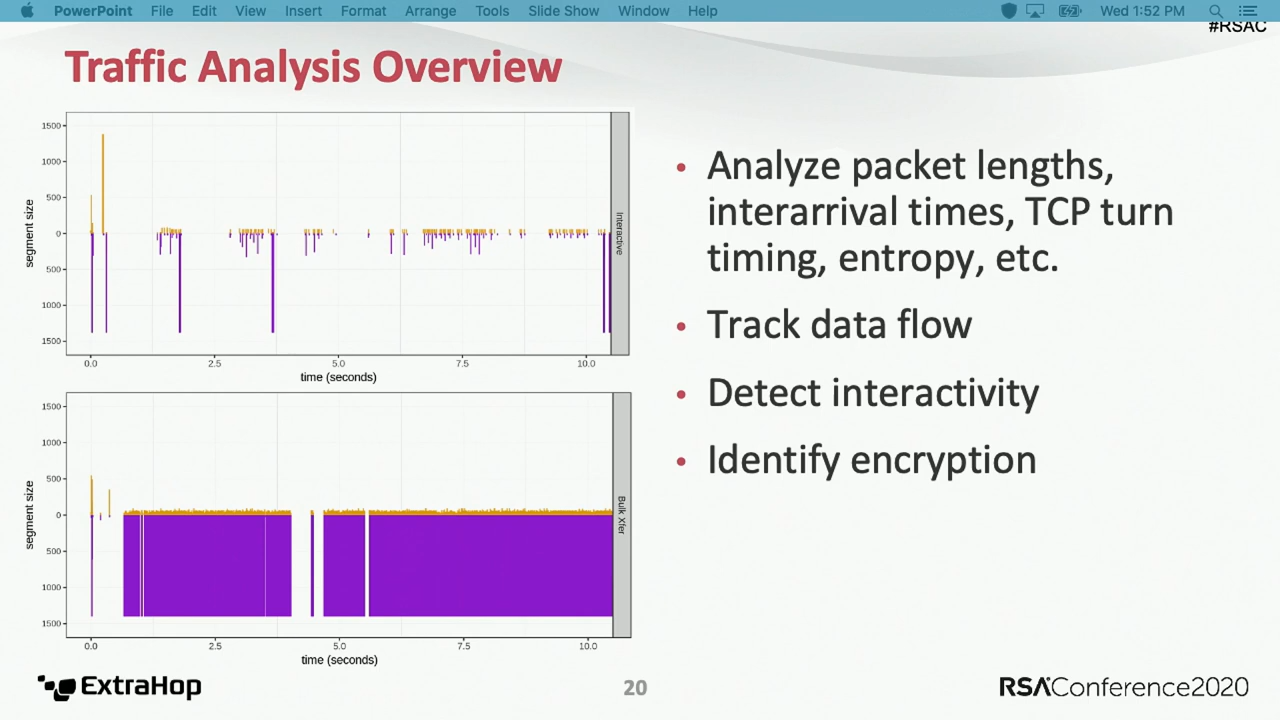 PowerPoint File Edit View Insert Format Arrange Tools Slide Show Window Help Wed 1:52 PM
#RSAC
Traffic Analysis Overview
1500
1000
500
0
500
1000
1500
segment size
Interactive
0.0 2.5 5.0 7.5 10.0
time (seconds)
1500
1000
500
0
500
1000
1500
segment size
Bulk Xfer
0.0 2.5 5.0 7.5 10.0
time (seconds)
• Analyze packet lengths,
interarrival times, TCP turn
timing, entropy, etc.
• Track data flow
• Detect interactivity
• Identify encryption
ExtraHop
20
RSAConference2020